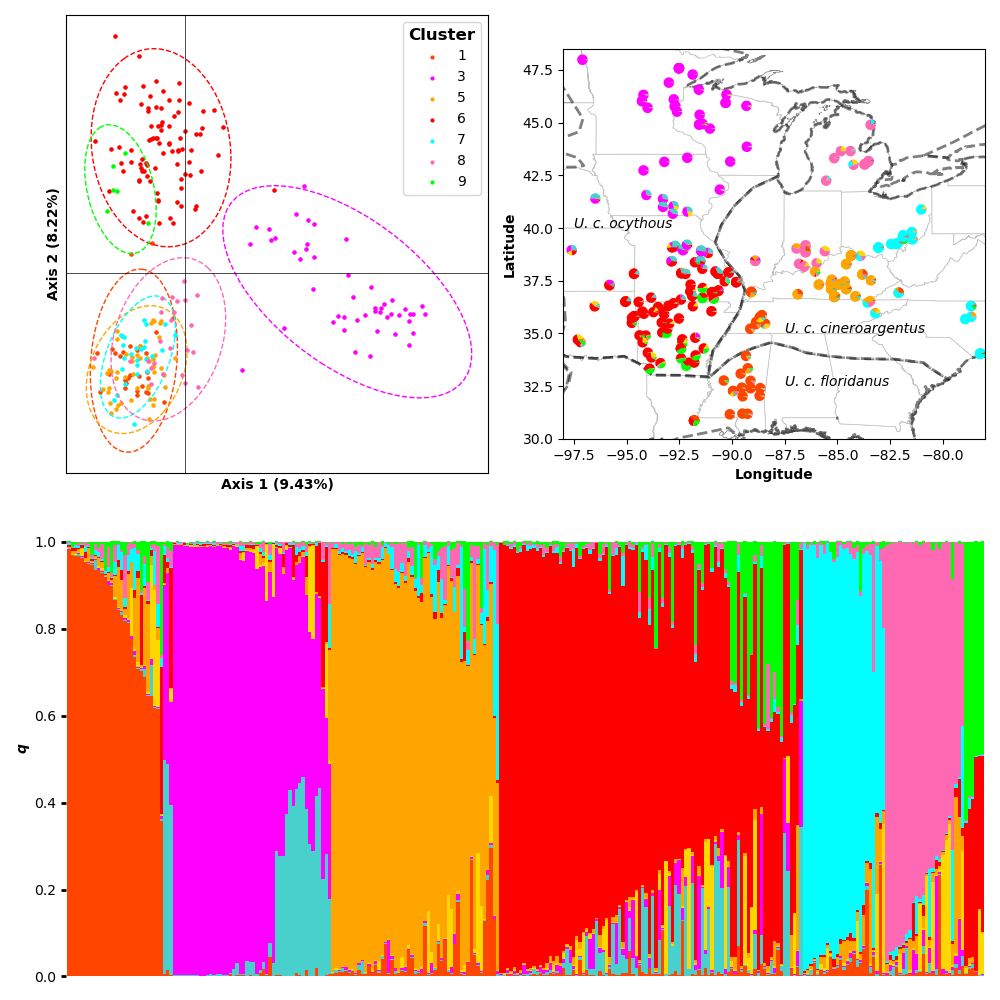 Cluster
1
3
5
6
7
8
9
Axis 2 (8.22%)
Axis 1 (9.43%)
47.5
45.0
42.5
40.0
37.5
35.0
32.5
30.0
Latitude
U. c. ocythous
U. c. cineroargentus
U. c. floridanus
−97.5 −95.0 −92.5 −90.0 −87.5 −85.0 −82.5 −80.0
Longitude
1.0
0.8
0.6
0.4
0.2
0.0
q